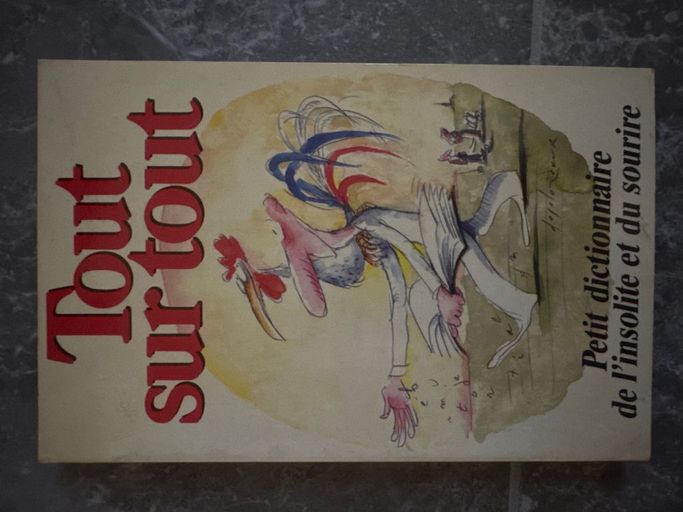 Tout
sur tout
Petit dictionnaire
de l'insolite et du sourire